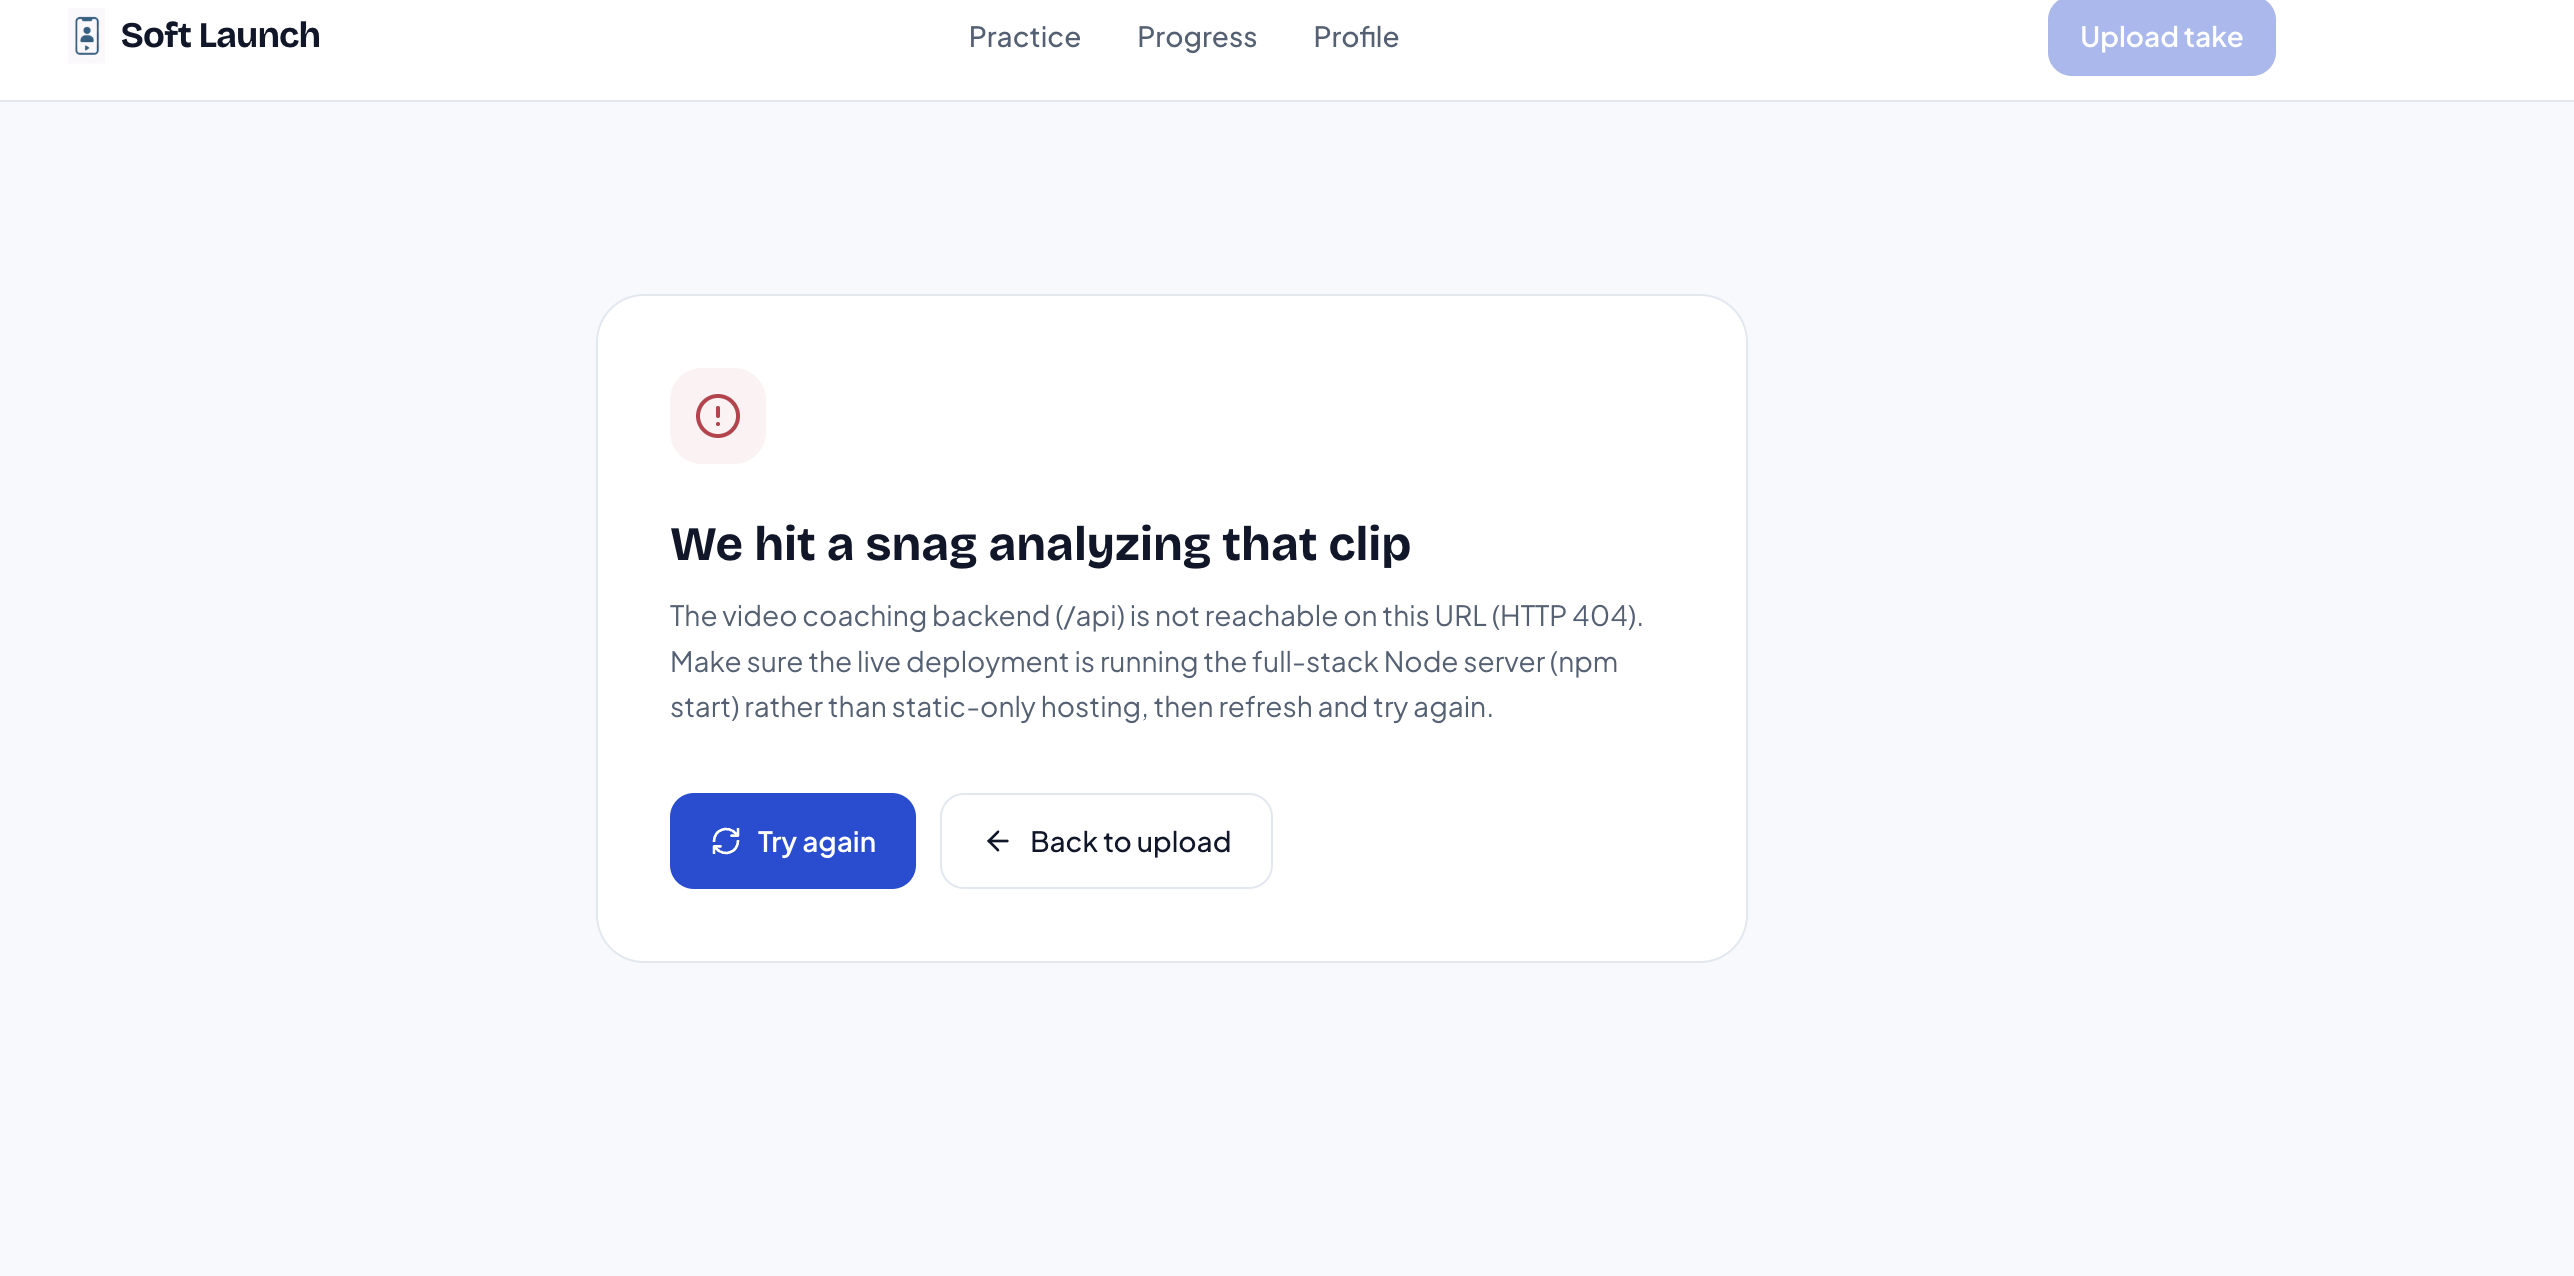 Soft Launch
Practice
Progress
Profile
Upload take
We hit a snag analyzing that clip
The video coaching backend (/api) is not reachable on this URL (HTTP 404).
Make sure the live deployment is running the full-stack Node server (npm
start) rather than static-only hosting, then refresh and try again.
Try again
Back to upload